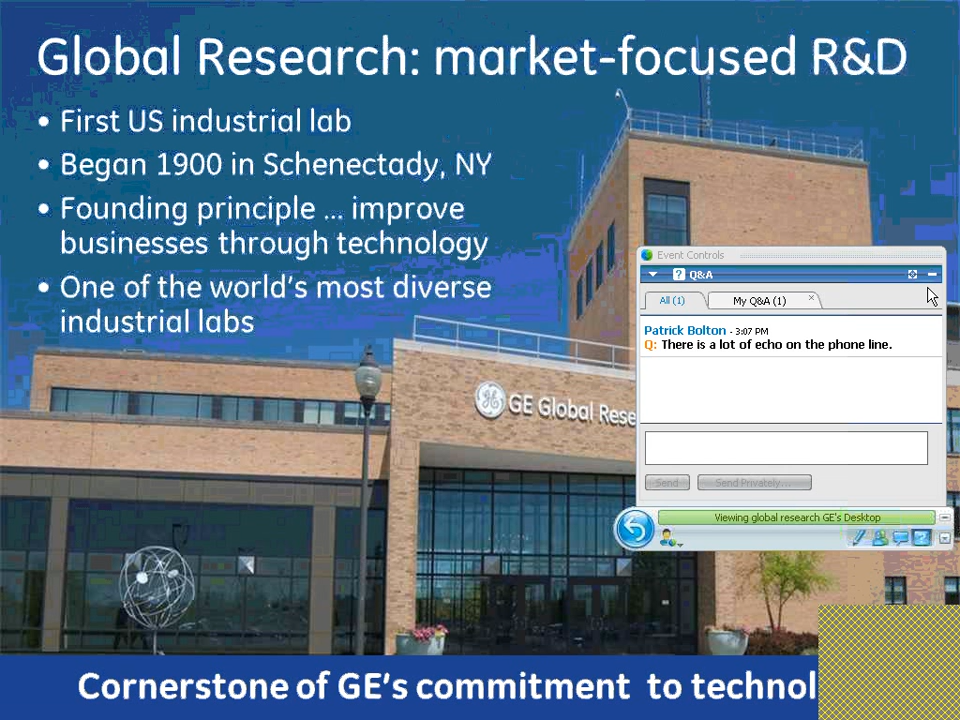 Global Research: market-focused R&D
• First US industrial lab
• Began 1900 in Schenectady, NY
• Founding principle ... improve
businesses through technology
• One of the world's most diverse
industrial labs
GE Global Rese
Event Controls
Q&A
All (1)
My Q&A (1)
Patrick Bolton - 3:07 PM
Q: There is a lot of echo on the phone line.
Send
Send Privately...
Viewing global research GE's Desktop
Cornerstone of GE's commitment to technol